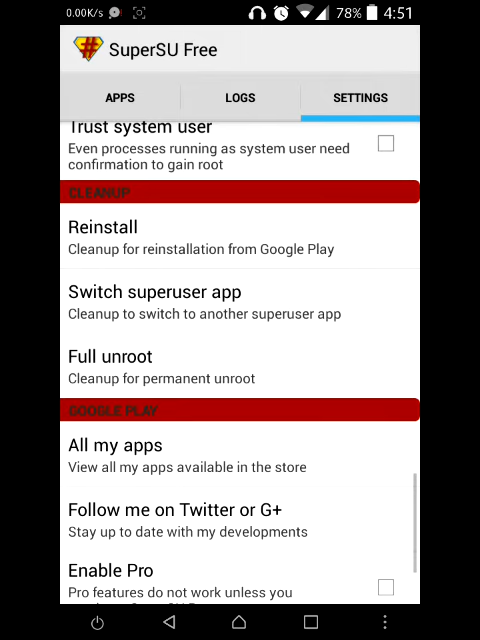 0.00K/s 78% 4:51
SuperSU Free
APPS LOGS SETTINGS
Trust system user
Even processes running as system user need
confirmation to gain root
CLEANUP
Reinstall
Cleanup for reinstallation from Google Play
Switch superuser app
Cleanup to switch to another superuser app
Full unroot
Cleanup for permanent unroot
GOOGLE PLAY
All my apps
View all my apps available in the store
Follow me on Twitter or G+
Stay up to date with my developments
Enable Pro
Pro features do not work unless you